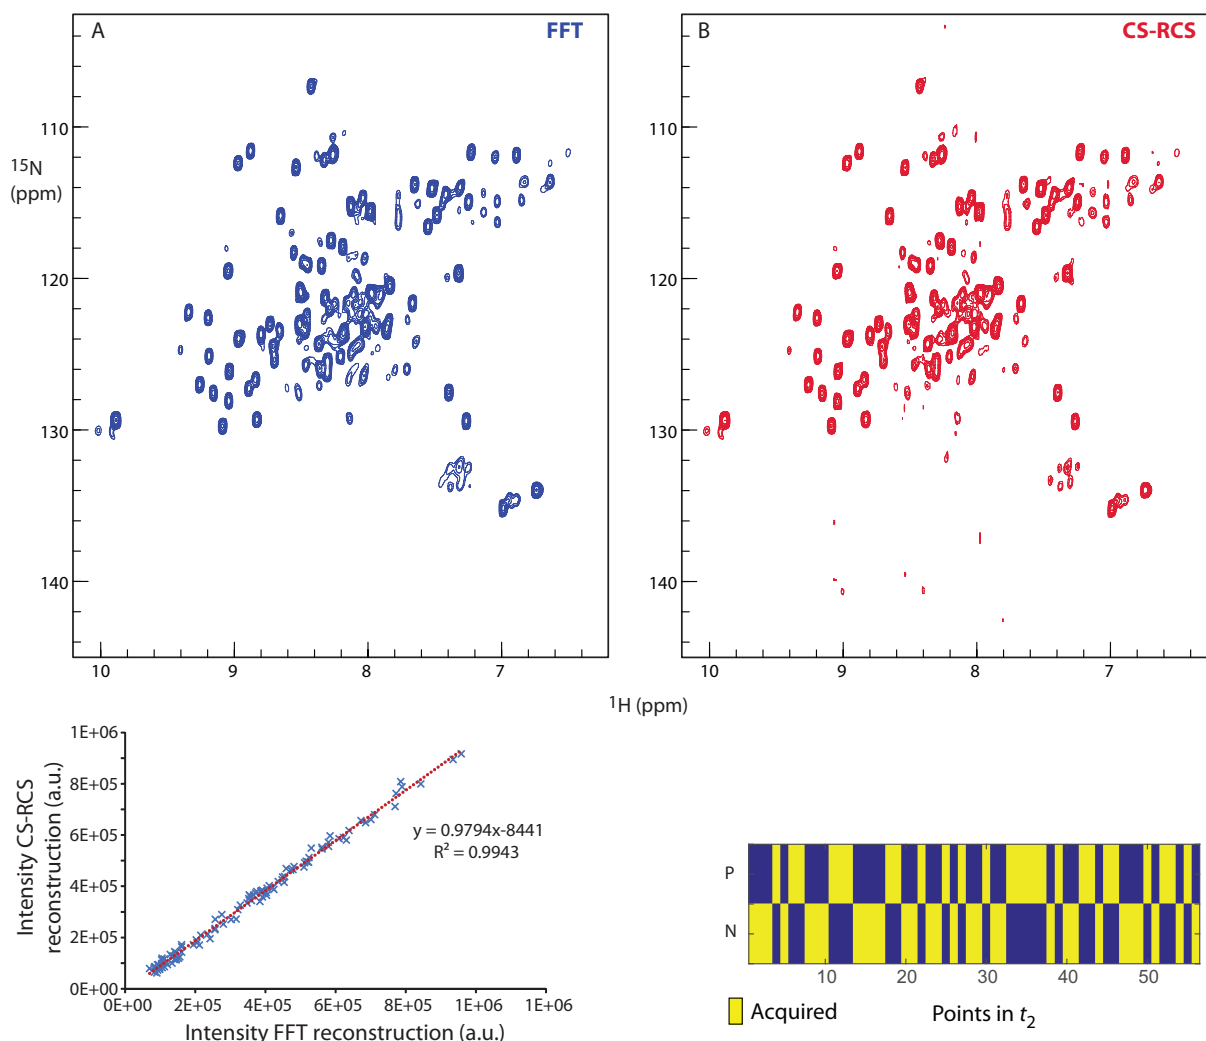 A
FFT
B
CS-RCS
15N
(ppm)
110
120
130
140
110
120
130
140
10
9
8
7
10
9
8
7
1H (ppm)
Intensity CS-RCS
reconstruction (a.u.)
1E+06
8E+05
6E+05
4E+05
2E+05
0E+00
y = 0.9794x-8441
R² = 0.9943
0E+00
2E+05
4E+05
6E+05
8E+05
1E+06
1E+06
Intensity FFT reconstruction (a.u.)
P
N
10
20
30
40
50
Acquired
Points in t2